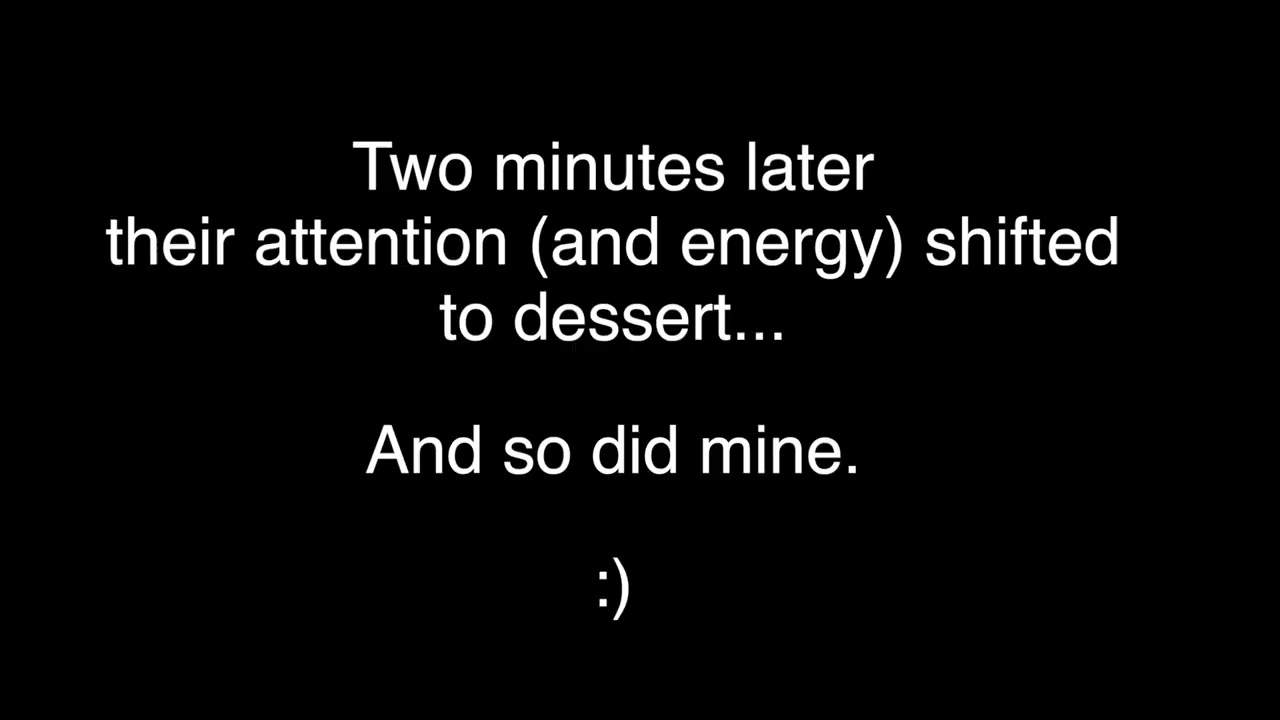 Two minutes later
their attention (and energy) shifted
to dessert...
And so did mine.
:)